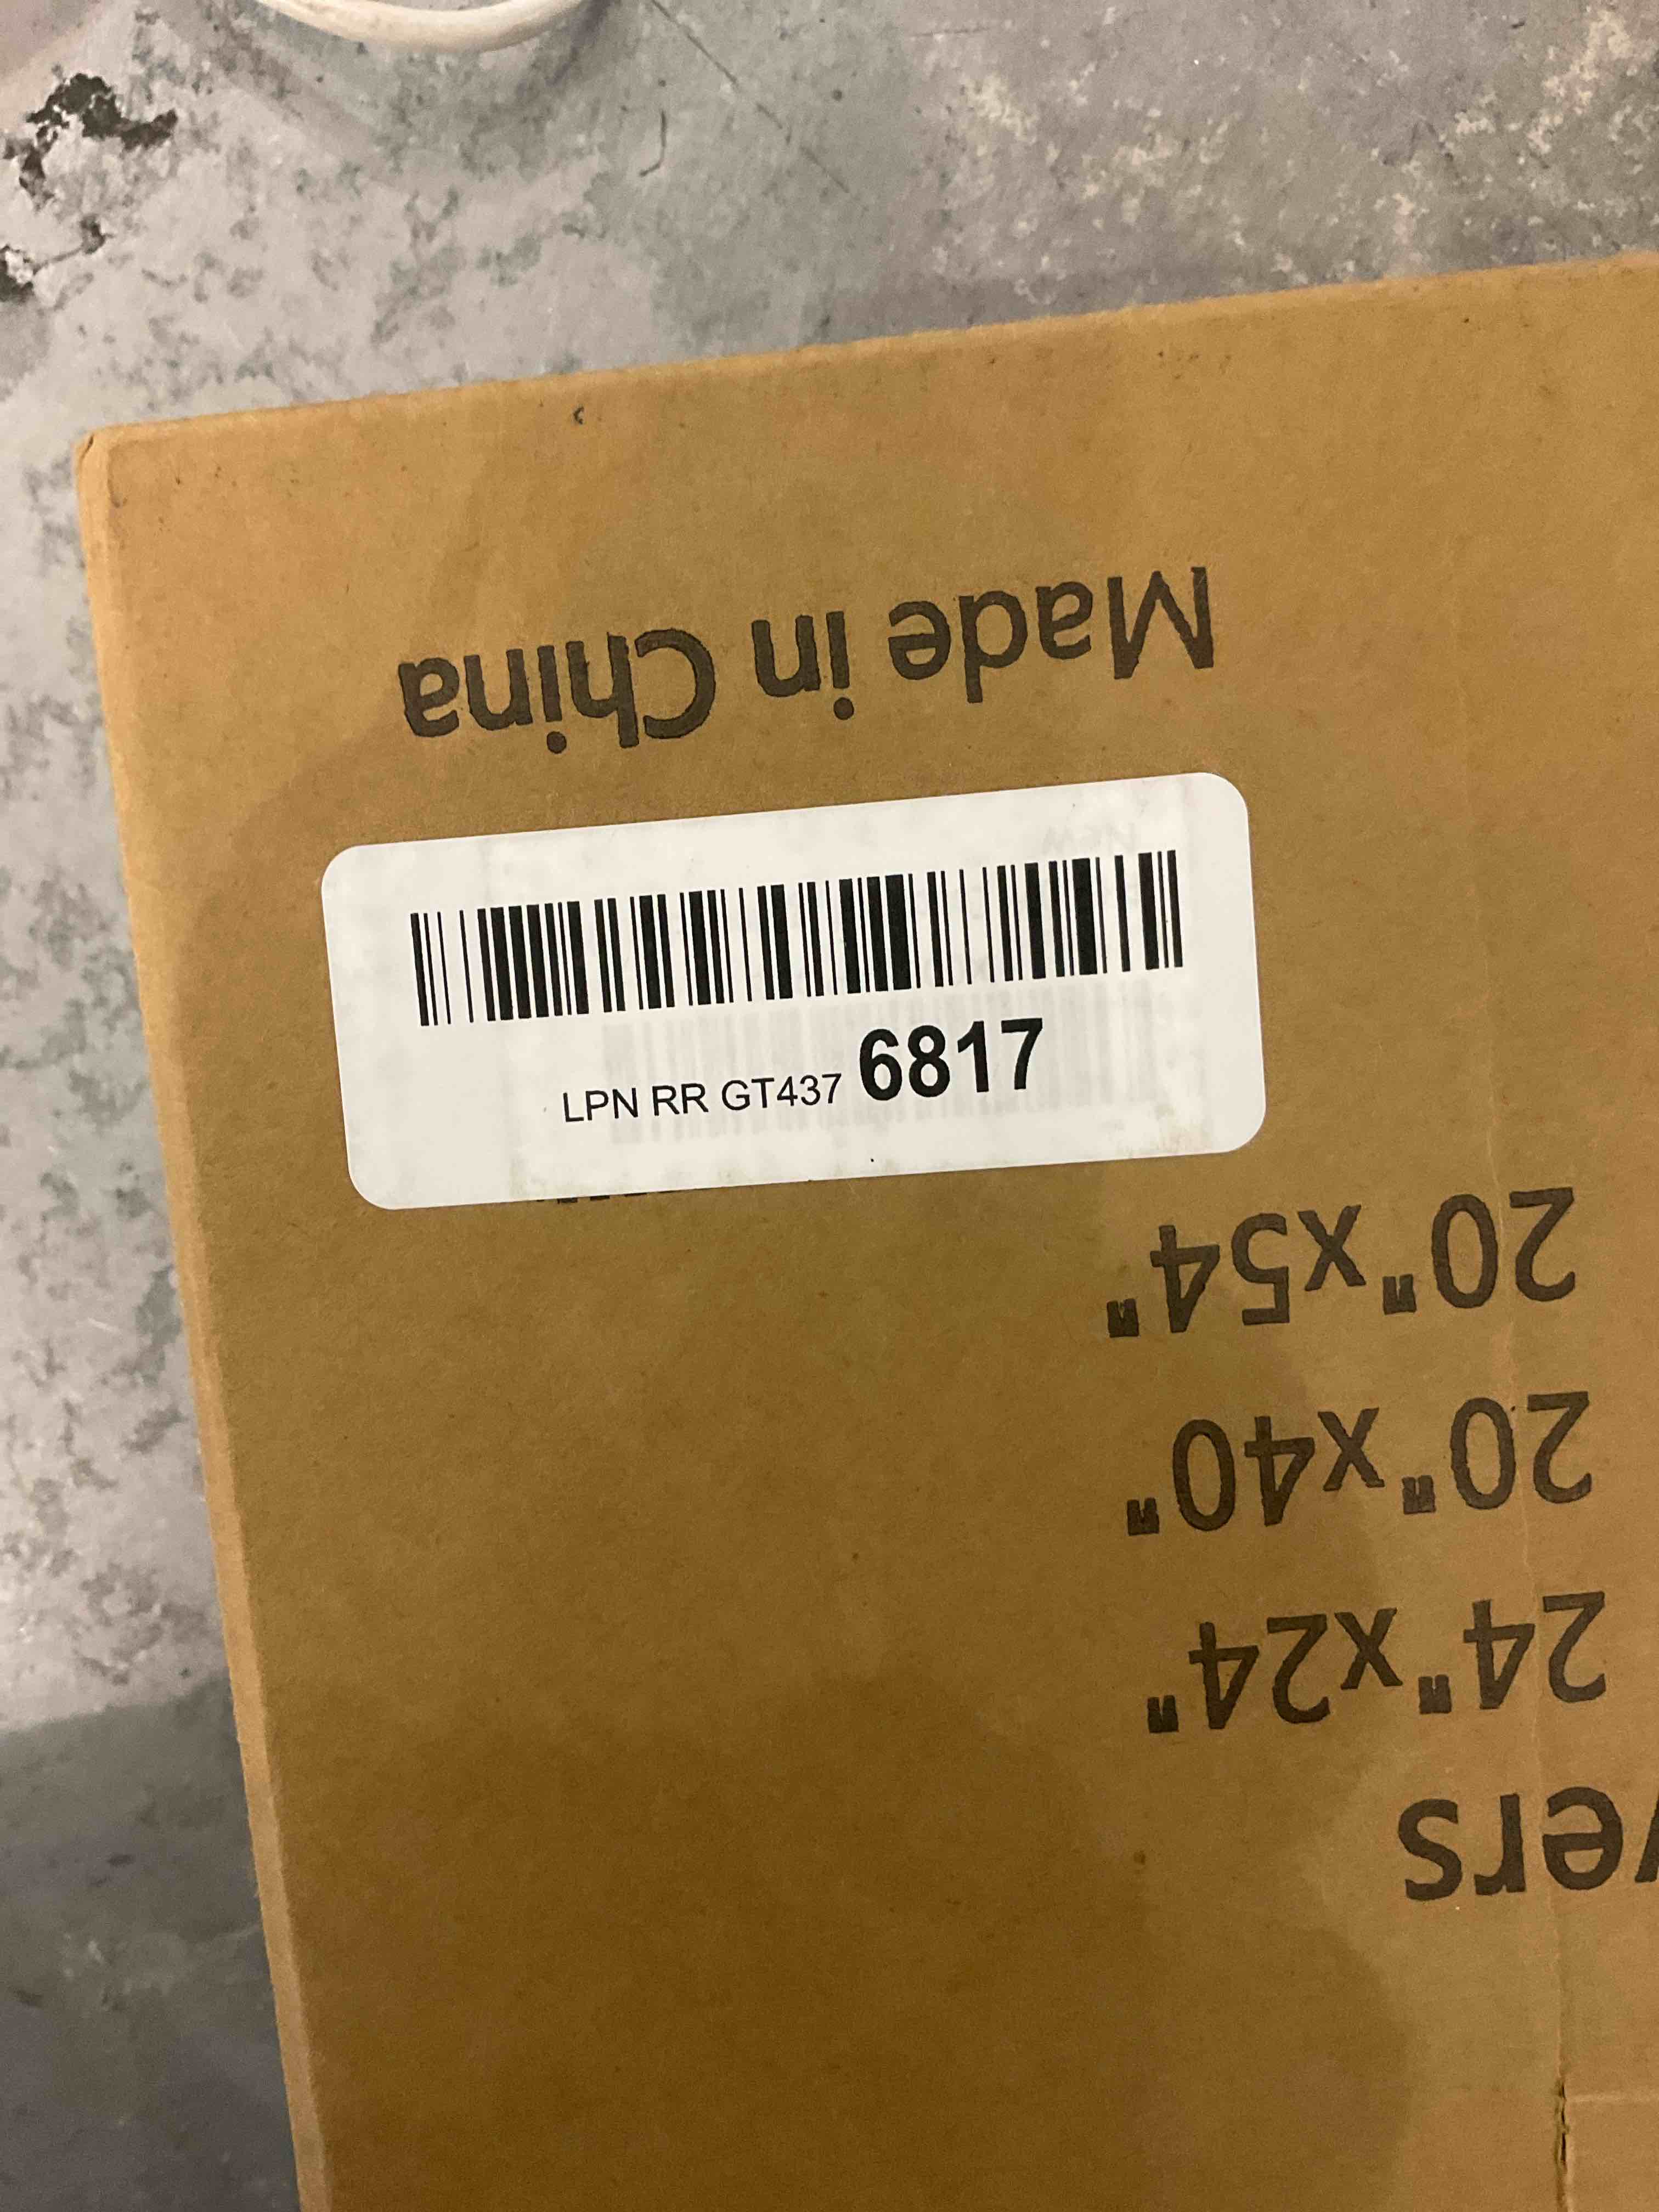 Made in China
LPN RR GT437 6817
20"x54"
20"x40"
24"x24"
vers